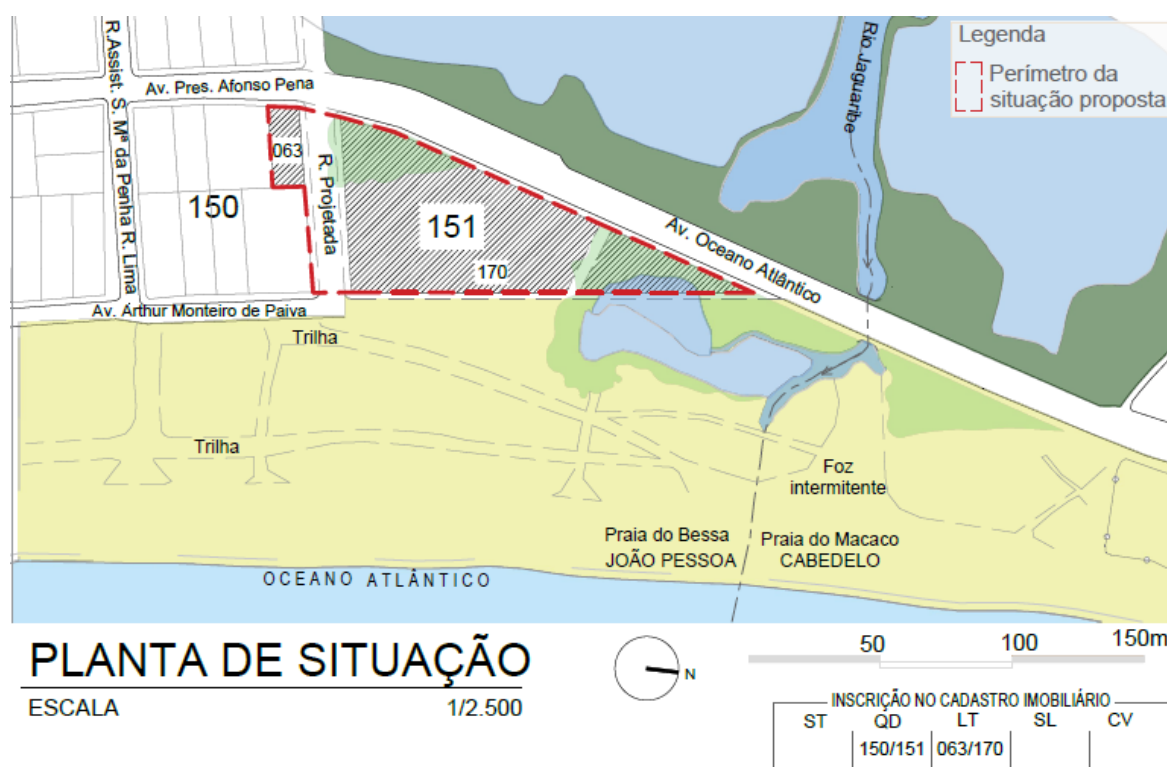 Legenda
Perímetro da
situação proposta
R.Assist. S. Mª da Penha R. Lima
Av. Pres. Afonso Pena
Rio Jaguaribe
063
R. Projetada
150
151
170
Av. Oceano Atlântico
Av. Arthur Monteiro de Paiva
Trilha
Trilha
Foz
intermitente
Praia do Bessa
JOÃO PESSOA
Praia do Macaco
CABEDELO
OCEANO ATLÂNTICO
PLANTA DE SITUAÇÃO
ESCALA 1/2.500
N
50 100 150m
INSCRIÇÃO NO CADASTRO IMOBILIÁRIO
ST QD LT SL CV
150/151 063/170